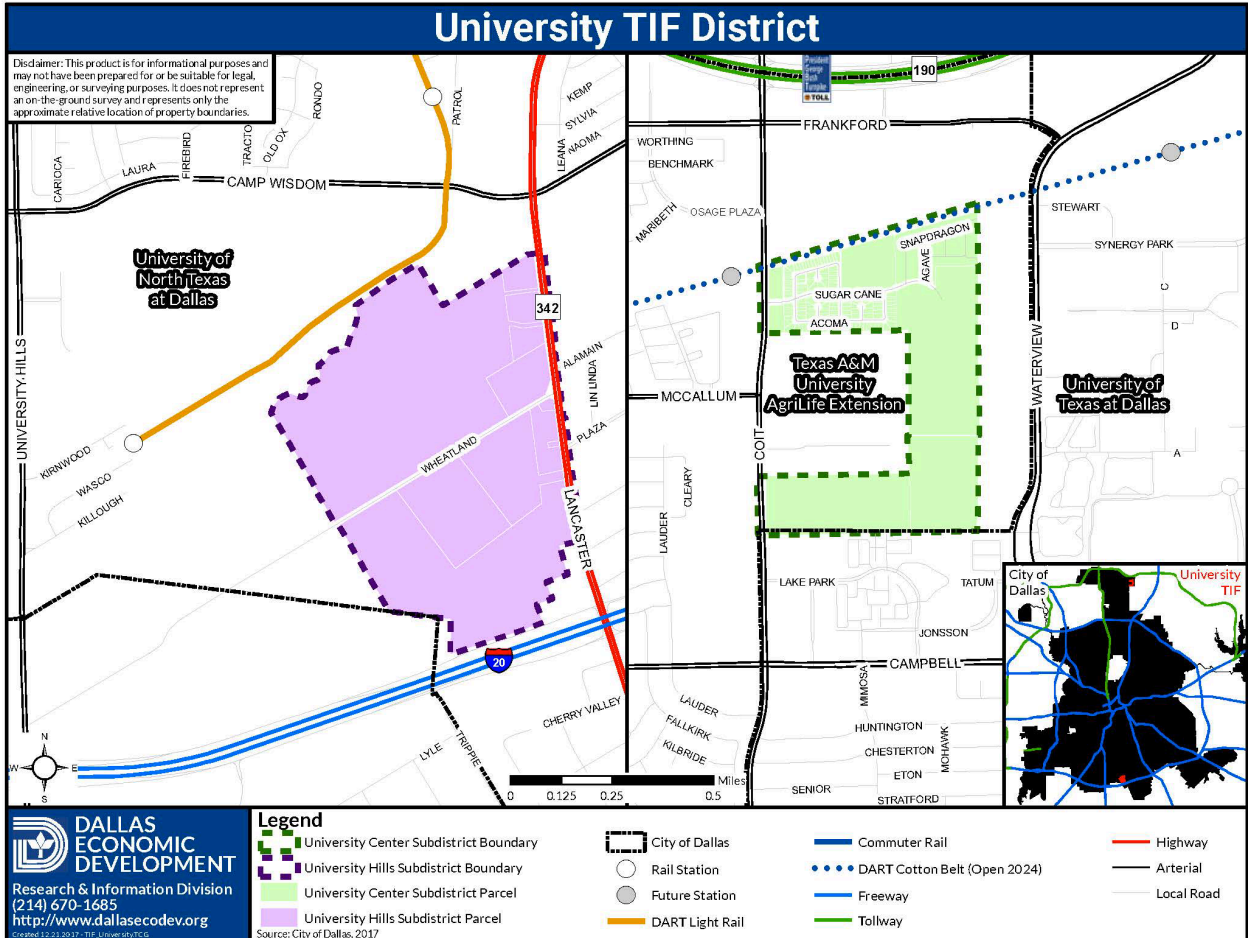 University TIF District
Disclaimer: This product is for informational purposes and
may not have been prepared for or be suitable for legal,
engineering, or surveying purposes. It does not represent
an on-the-ground survey and represents only the
approximate relative location of property boundaries.
CARIOCA
LAURA
FIREBIRD
TRACTO
OLD OX
RONDO
PATROL
KEMP
SYLVIA
NAOMA
LEANA
CAMP WISDOM
University of
North Texas
at Dallas
342
UNIVERSITY HILLS
ALAMAIN
LIN LINDA
PLAZA
WHEATLAND
KIRNWOOD
WASCO
KILLOUGH
LANCASTER
20
CHERRY VALLEY
LYLE
TRIPPIE
N
W
E
S
President
George
Bush
Turnpike
TOLL
190
FRANKFORD
WORTHING
BENCHMARK
MARIBETH
OSAGE PLAZA
STEWART
SNAPDRAGON
SYNERGY PARK
AGAVE
SUGAR CANE
ACOMA
C
D
Texas A&M
University
AgriLife Extension
University of
Texas at Dallas
MCCALLUM
WATERVIEW
COIT
A
CLEARY
LAUDER
LAKE PARK
TATUM
JONSSON
CAMPBELL
MIMOSA
LAUDER
FALLKIRK
KILBRIDE
HUNTINGTON
CHESTERTON
MOHAWK
ETON
SENIOR
STRATFORD
Miles
0 0.125 0.25 0.5
City of
Dallas
University
TIF
DALLAS
ECONOMIC
DEVELOPMENT
Research & Information Division
(214) 670-1685
http://www.dallasecodev.org
Created 12.21.2017 - TIF_UniversityTCG
Legend
University Center Subdistrict Boundary
University Hills Subdistrict Boundary
University Center Subdistrict Parcel
University Hills Subdistrict Parcel
Source: City of Dallas, 2017
City of Dallas
Rail Station
Future Station
DART Light Rail
Commuter Rail
DART Cotton Belt (Open 2024)
Freeway
Tollway
Highway
Arterial
Local Road